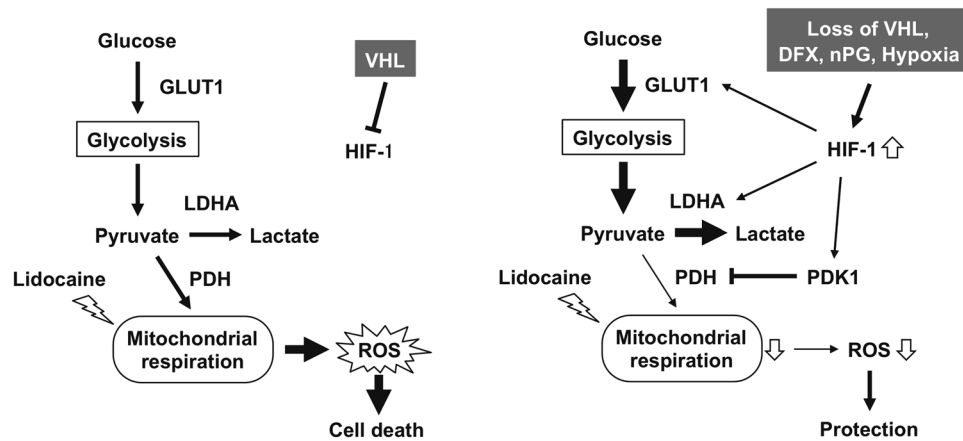 Glucose
GLUT1
Glycolysis
LDHA
Pyruvate
Lactate
Lidocaine
PDH
Mitochondrial
respiration
ROS
Cell death
VHL
HIF-1
Loss of VHL,
DFX, nPG, Hypoxia
Glucose
GLUT1
Glycolysis
HIF-1
LDHA
Pyruvate
Lactate
Lidocaine
PDH
PDK1
Mitochondrial
respiration
ROS
Protection